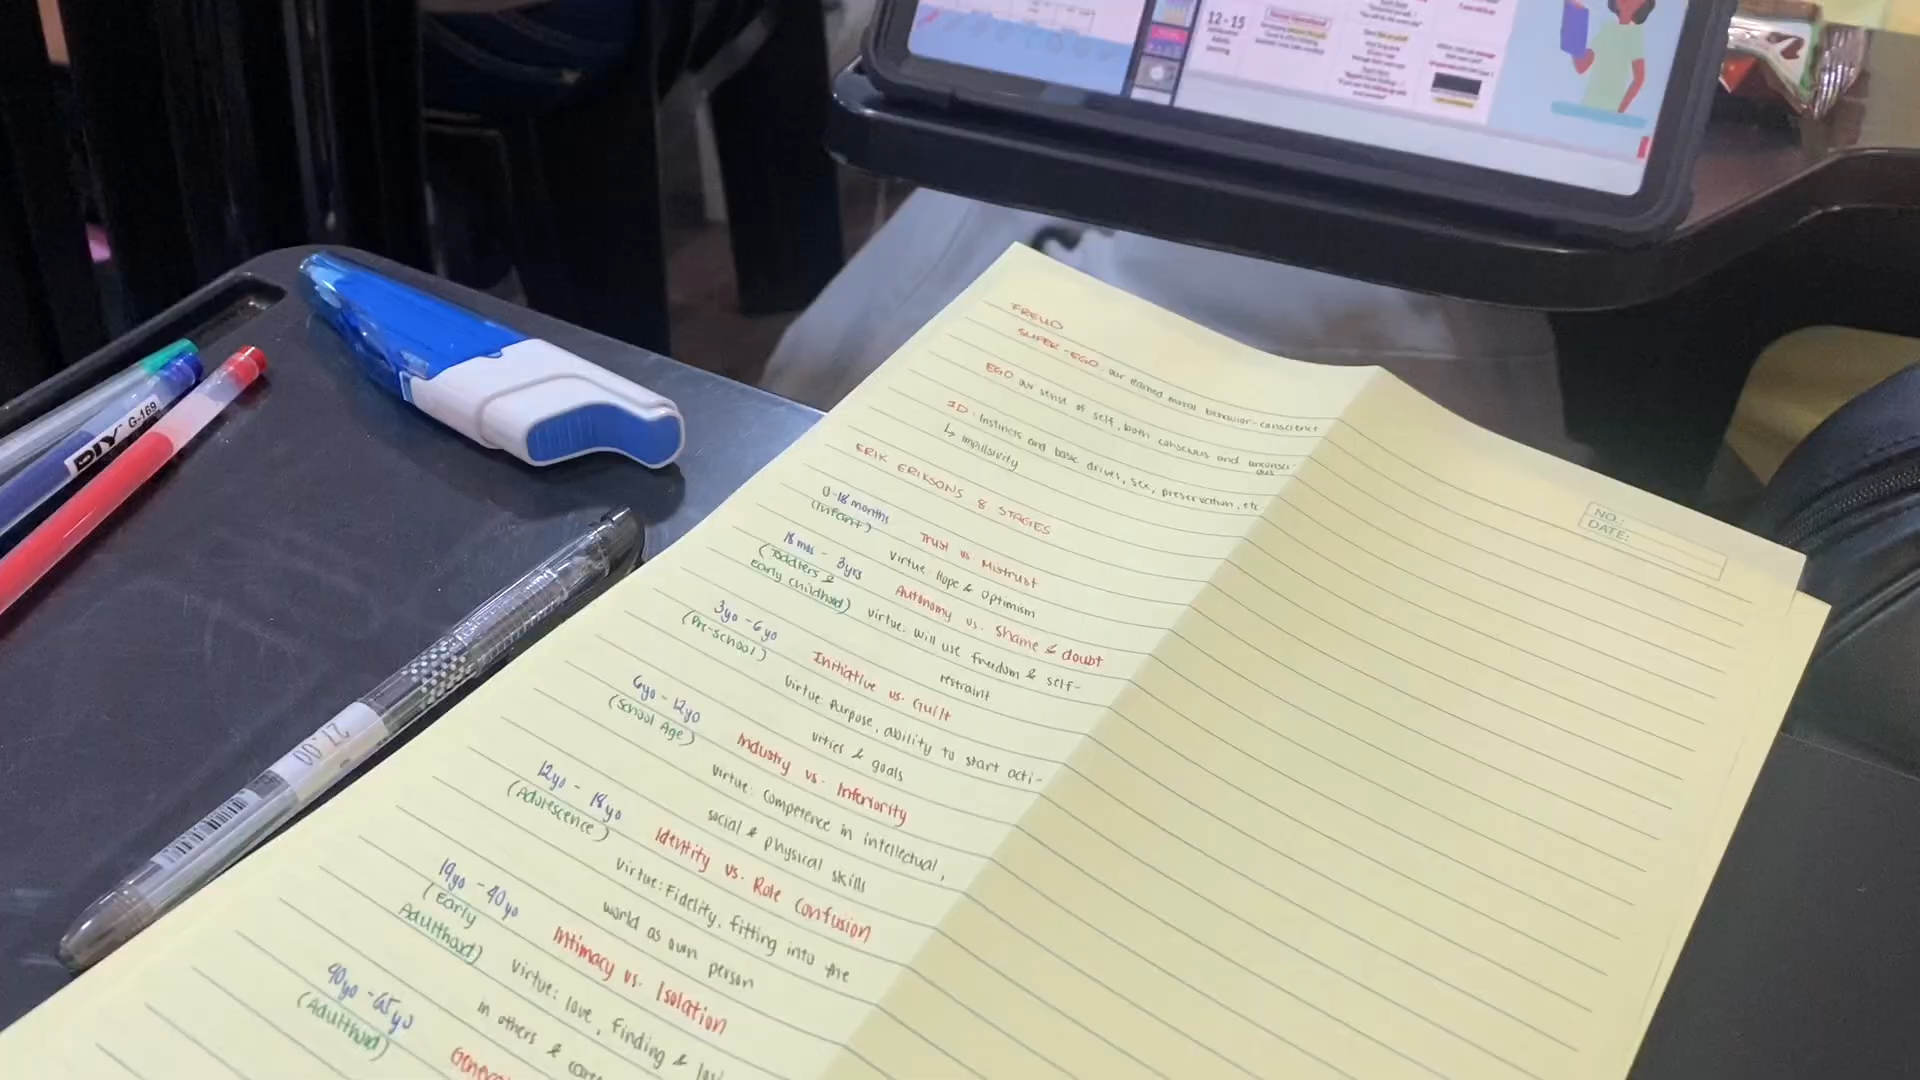 FREUD
SUPER-EGO: our learned moral behavior-conscience
EGO our sense of self, both conscious and unconsci-
ous
ID: Instincts and basic drives, sex, preservation, etc
↳ impulsivity
ERIK ERIKSONS 8 STAGES
0-18 months Trust vs Mistrust
(Infant) virtue: Hope & Optimism
18 mos - 3yrs Autonomy vs. Shame & doubt
(Toddlers & virtue: will use freedom & self-
Early childhood) restraint
3yo - 6yo Initiative vs. Guilt
(Pre-school) virtue: Purpose, ability to start acti-
vities & goals
6yo - 12yo Industry vs. Inferiority
(School Age) virtue: Competence in intellectual,
social & physical skills
12yo - 18yo Identity vs. Role Confusion
(Adolescence) virtue: Fidelity, fitting into the
world as own person
19yo - 40yo Intimacy vs. Isolation
(Early virtue: love, finding &
Adulthood) in others &
40yo - 65yo
(Adulthood)
NO.:
DATE:
G-169
27.00
12-15